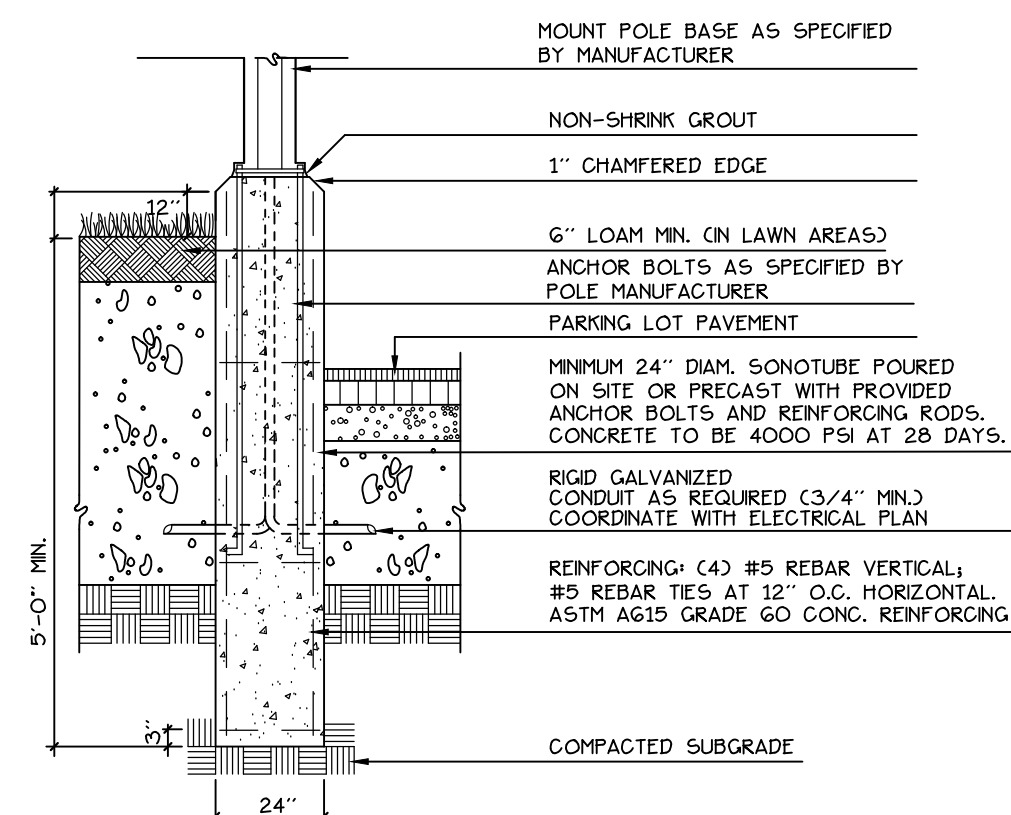 MOUNT POLE BASE AS SPECIFIED
BY MANUFACTURER
NON-SHRINK GROUT
1" CHAMFERED EDGE
12"
6" LOAM MIN. (IN LAWN AREAS)
ANCHOR BOLTS AS SPECIFIED BY
POLE MANUFACTURER
PARKING LOT PAVEMENT
MINIMUM 24" DIAM. SONOTUBE POURED
ON SITE OR PRECAST WITH PROVIDED
ANCHOR BOLTS AND REINFORCING RODS.
CONCRETE TO BE 4000 PSI AT 28 DAYS.
RIGID GALVANIZED
CONDUIT AS REQUIRED (3/4" MIN.)
COORDINATE WITH ELECTRICAL PLAN
5'-0" MIN.
REINFORCING: (4) #5 REBAR VERTICAL;
#5 REBAR TIES AT 12" O.C. HORIZONTAL.
ASTM A615 GRADE 60 CONC. REINFORCING
3"
COMPACTED SUBGRADE
24"